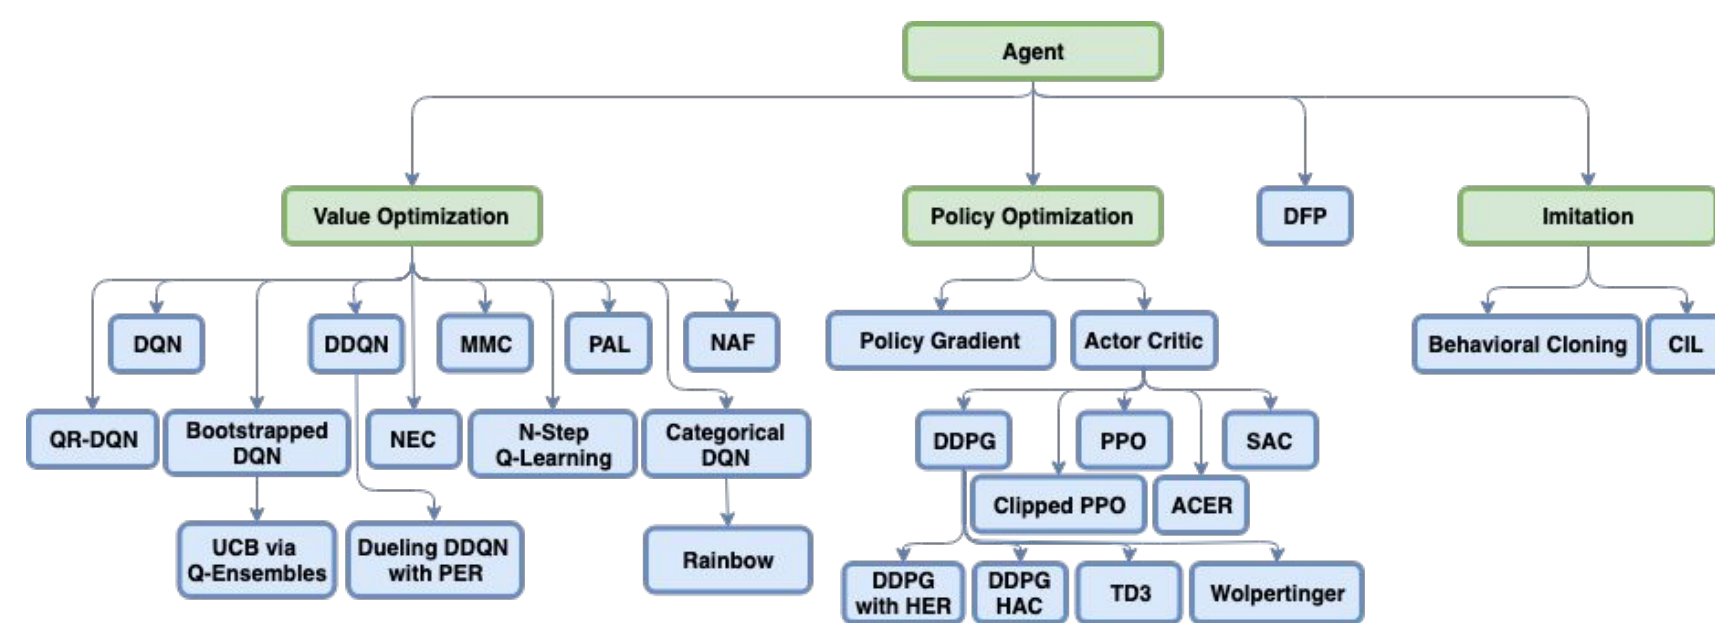 Agent
Value Optimization
Policy Optimization
DFP
Imitation
DQN
DDQN
MMC
PAL
NAF
Policy Gradient
Actor Critic
Behavioral Cloning
CIL
QR-DQN
Bootstrapped
DQN
NEC
N-Step
Q-Learning
Categorical
DQN
DDPG
PPO
SAC
Clipped PPO
ACER
UCB via
Q-Ensembles
Dueling DDQN
with PER
Rainbow
DDPG
with HER
DDPG
HAC
TD3
Wolpertinger